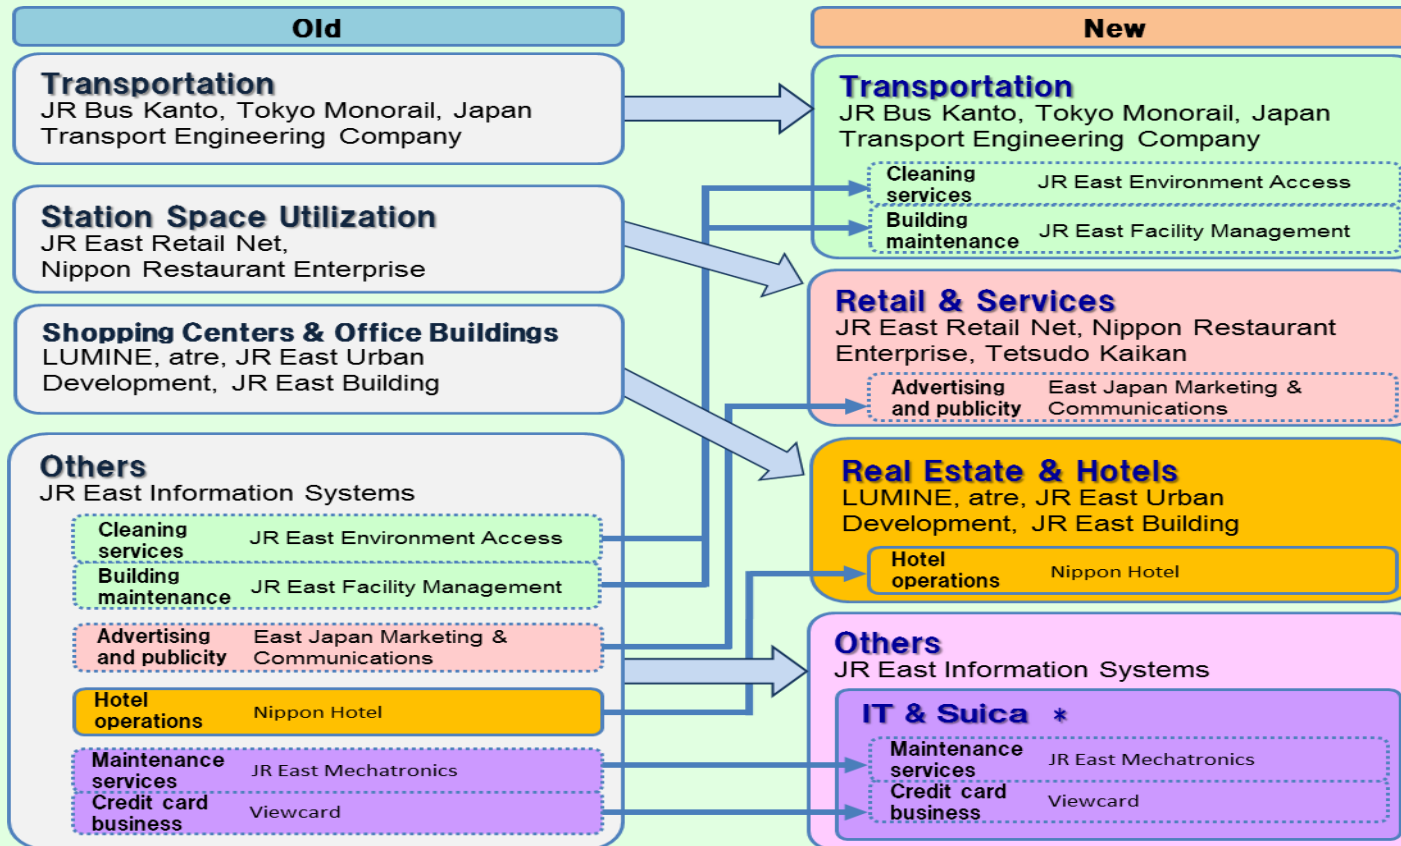 Old
Transportation
JR Bus Kanto, Tokyo Monorail, Japan
Transport Engineering Company
Station Space Utilization
JR East Retail Net,
Nippon Restaurant Enterprise
Shopping Centers & Office Buildings
LUMINE, atre, JR East Urban
Development, JR East Building
Others
JR East Information Systems
Cleaning
services
JR East Environment Access
Building
maintenance
JR East Facility Management
Advertising
and publicity
East Japan Marketing &
Communications
Hotel
operations
Nippon Hotel
Maintenance
services
JR East Mechatronics
Credit card
business
Viewcard
New
Transportation
JR Bus Kanto, Tokyo Monorail, Japan
Transport Engineering Company
Cleaning
services
JR East Environment Access
Building
maintenance
JR East Facility Management
Retail & Services
JR East Retail Net, Nippon Restaurant
Enterprise, Tetsudo Kaikan
Advertising
and publicity
East Japan Marketing &
Communications
Real Estate & Hotels
LUMINE, atre, JR East Urban
Development, JR East Building
Hotel
operations
Nippon Hotel
Others
JR East Information Systems
IT & Suica *
Maintenance
services
JR East Mechatronics
Credit card
business
Viewcard